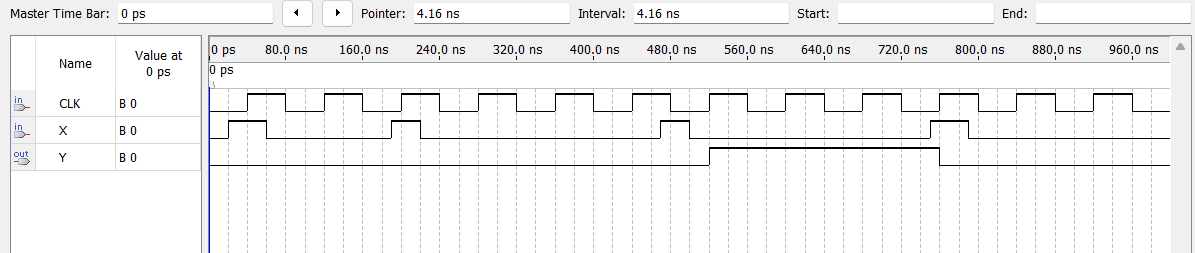 Master Time Bar: 0 ps Pointer: 4.16 ns Interval: 4.16 ns Start: End:
Name Value at 0 ps
0 ps 80.0 ns 160.0 ns 240.0 ns 320.0 ns 400.0 ns 480.0 ns 560.0 ns 640.0 ns 720.0 ns 800.0 ns 880.0 ns 960.0 ns
0 ps
in CLK B 0
in X B 0
out Y B 0